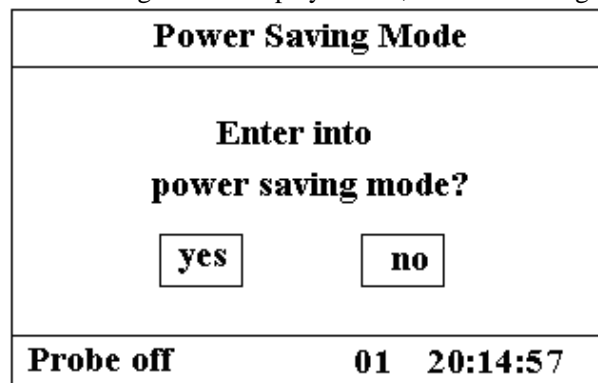 Power Saving Mode
Enter into
power saving mode?
yes no
Probe off 01 20:14:57